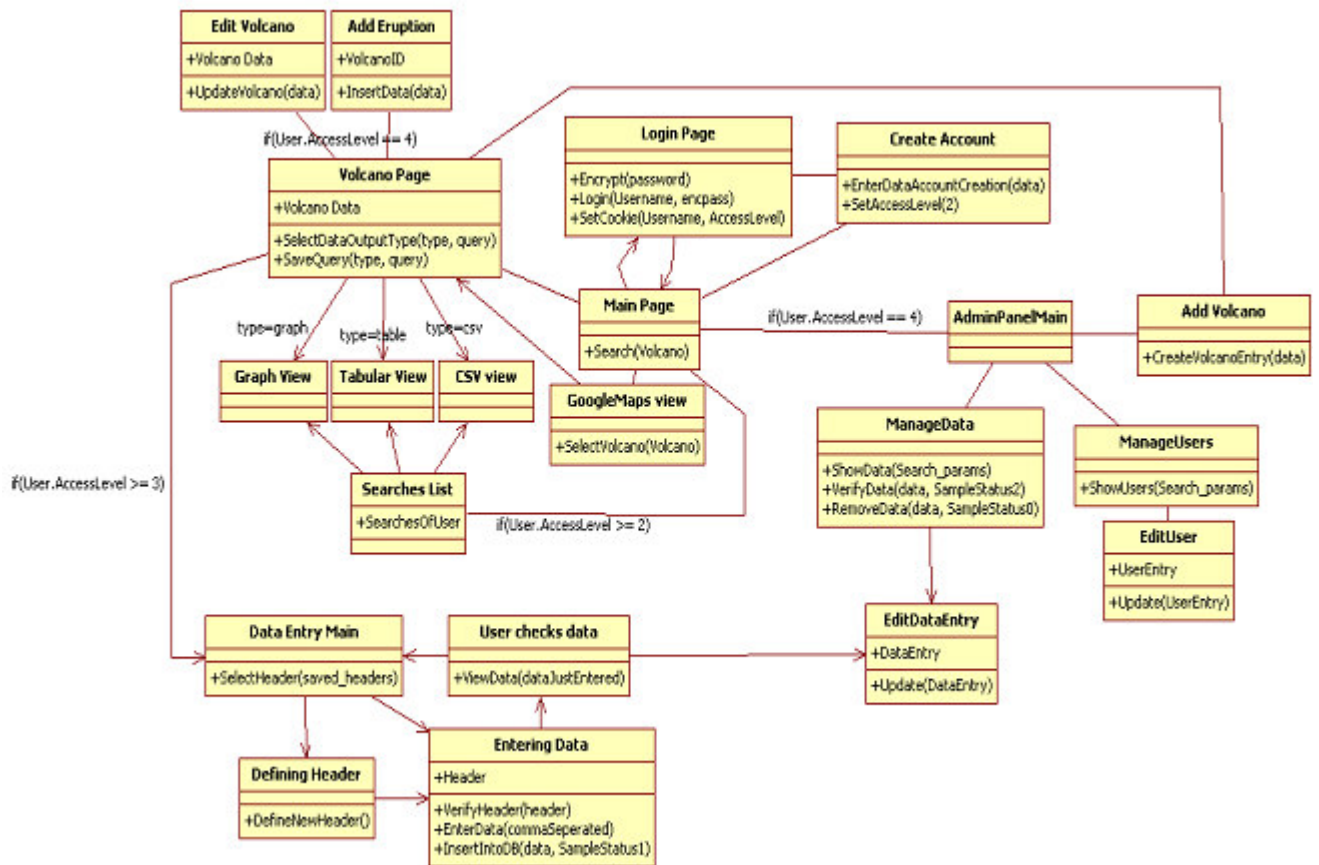 Edit Volcano
+Volcano Data
+UpdateVolcano(data)
Add Eruption
+VolcanoID
+InsertData(data)
if(User.AccessLevel == 4)
Volcano Page
+Volcano Data
+SelectDataOutputType(type, query)
+SaveQuery(type, query)
Login Page
+Encrypt(password)
+Login(Username, encpass)
+SetCookie(Username, AccessLevel)
Create Account
+EnterDataAccountCreation(data)
+SetAccessLevel(2)
Main Page
+Search(Volcano)
if(User.AccessLevel == 4)
AdminPanelMain
Add Volcano
+CreateVolcanoEntry(data)
type=graph
type=table
type=csv
Graph View
Tabular View
CSV view
GoogleMaps view
+SelectVolcano(Volcano)
ManageData
+ShowData(Search_params)
+VerifyData(data, SampleStatus2)
+RemoveData(data, SampleStatus0)
ManageUsers
+ShowUsers(Search_params)
if(User.AccessLevel >= 3)
Searches List
+SearchesOfUser
if(User.AccessLevel >= 2)
EditUser
+UserEntry
+Update(UserEntry)
Data Entry Main
+SelectHeader(saved_headers)
User checks data
+ViewData(dataJustEntered)
EditDataEntry
+DataEntry
+Update(DataEntry)
Defining Header
+DefineNewHeader()
Entering Data
+Header
+VerifyHeader(header)
+EnterData(commaSeperated)
+InsertIntoDB(data, SampleStatus1)